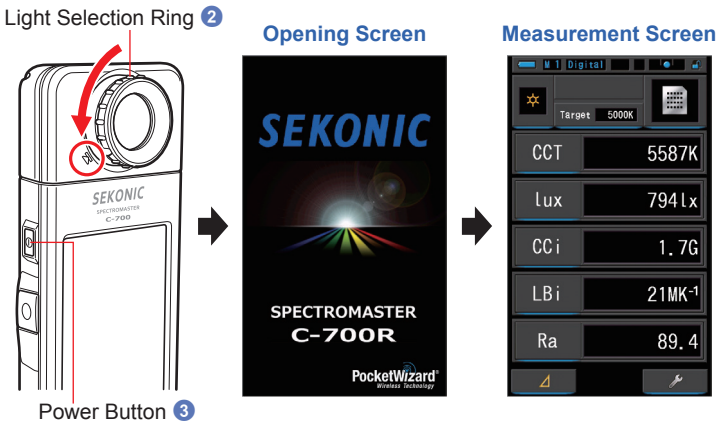 Light Selection Ring 2
SEKONIC
SPECTROMASTER
C-700
Power Button 3
Opening Screen
SEKONIC
SPECTROMASTER
C-700R
PocketWizard®
Wireless Technology
Measurement Screen
M 1 Digital
Target 5000K
CCT 5587K
lux 794lx
CCi 1.7G
LBi 21MK-1
Ra 89.4